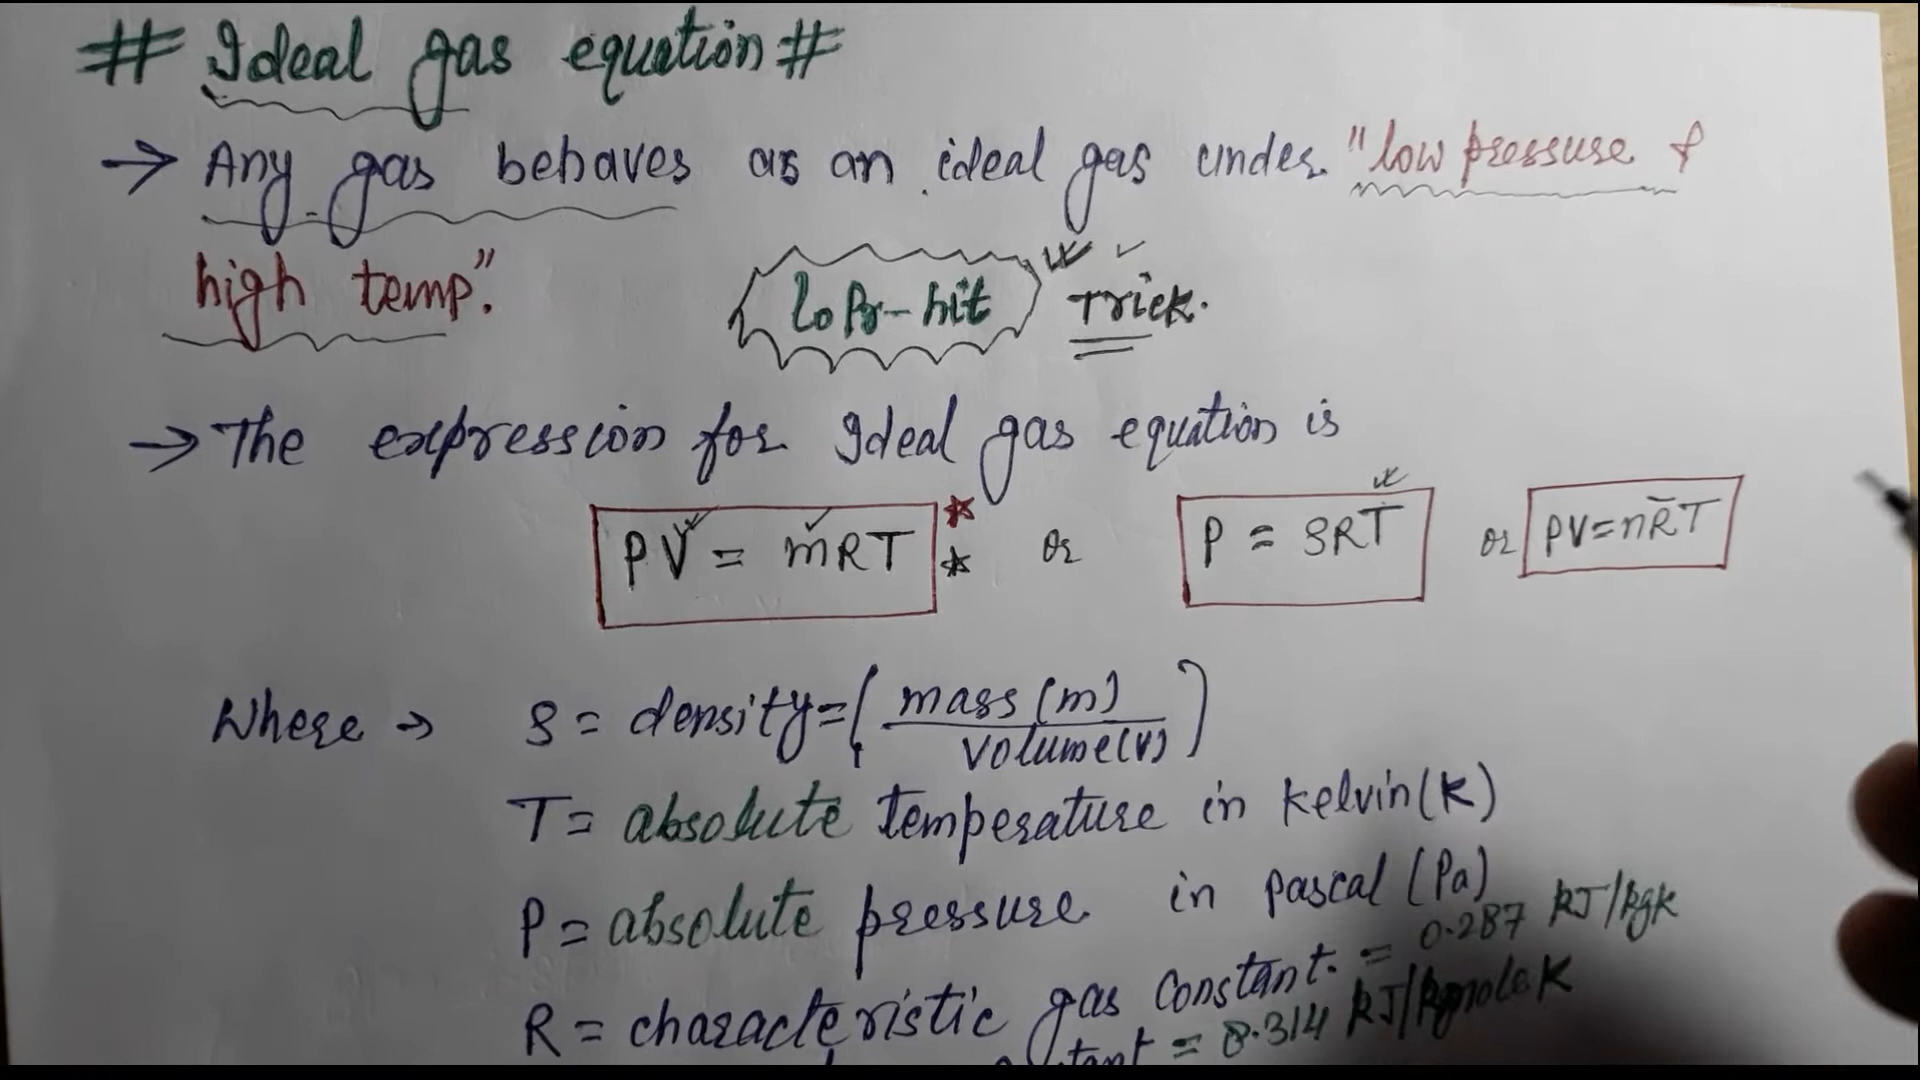 # Ideal gas equation #
→ Any gas behaves as an ideal gas under "low pressure &
high temp".
loPr-hit Trick.
→ The expression for Ideal gas equation is
PV = mRT or P = ρRT or PV = nR̄T
Where → ρ = density = (mass(m)/volume(v))
T = absolute temperature in kelvin(K)
P = absolute pressure in pascal (Pa)
R = characteristic gas constant. = 0.287 kJ/kgK
tant = 8.314 kJ/kgmoleK